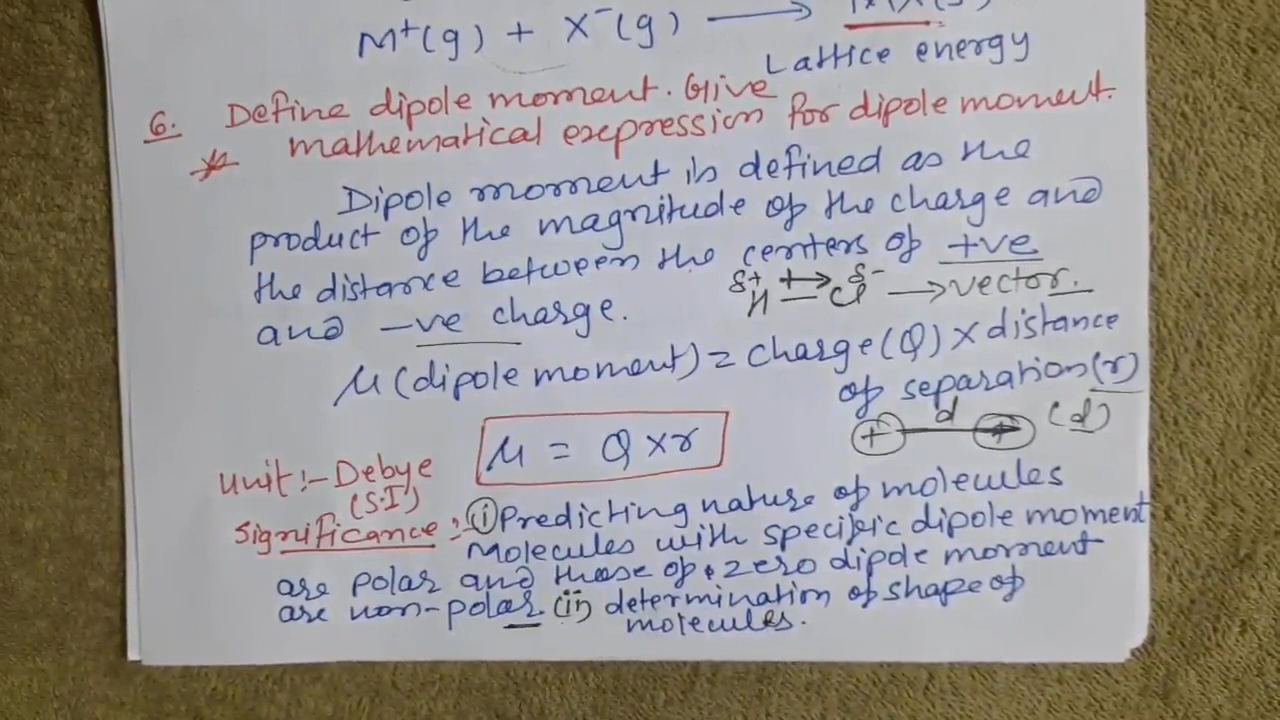 M⁺(g) + X⁻(g) ⟶
Lattice energy
6. Define dipole moment. Give
mathematical expression for dipole moment.
Dipole moment is defined as the
product of the magnitude of the charge and
the distance between the centers of +ve
and -ve charge.
δ+ δ-
H – Cl → vector.
μ (dipole moment) = charge (Q) × distance
of separation (r)
(d)
+ d +
μ = Q × r
Unit :- Debye
(S.I)
Significance :- (i) Predicting nature of molecules
Molecules with specific dipole moment
are polar and those of zero dipole moment
are non-polar (ii) determination of shape of
molecules.